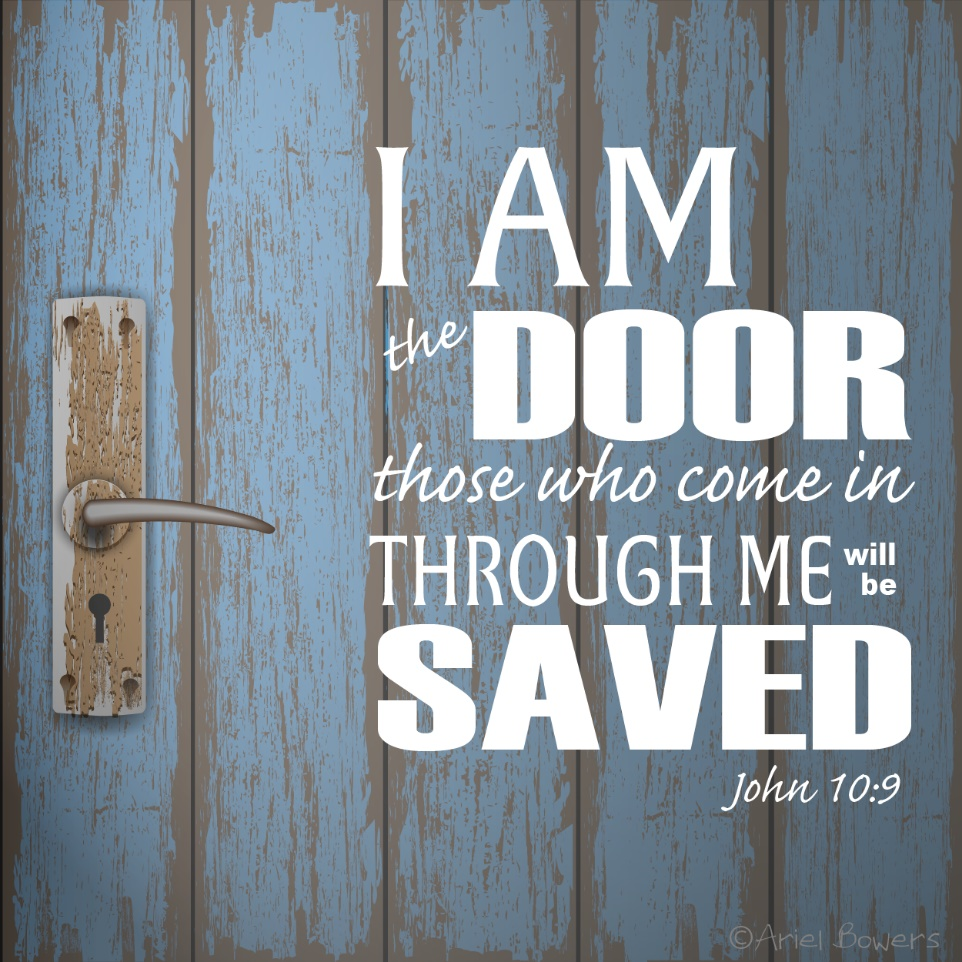 I AM
the DOOR
those who come in
THROUGH ME will be
SAVED
John 10:9
©Ariel Bowers